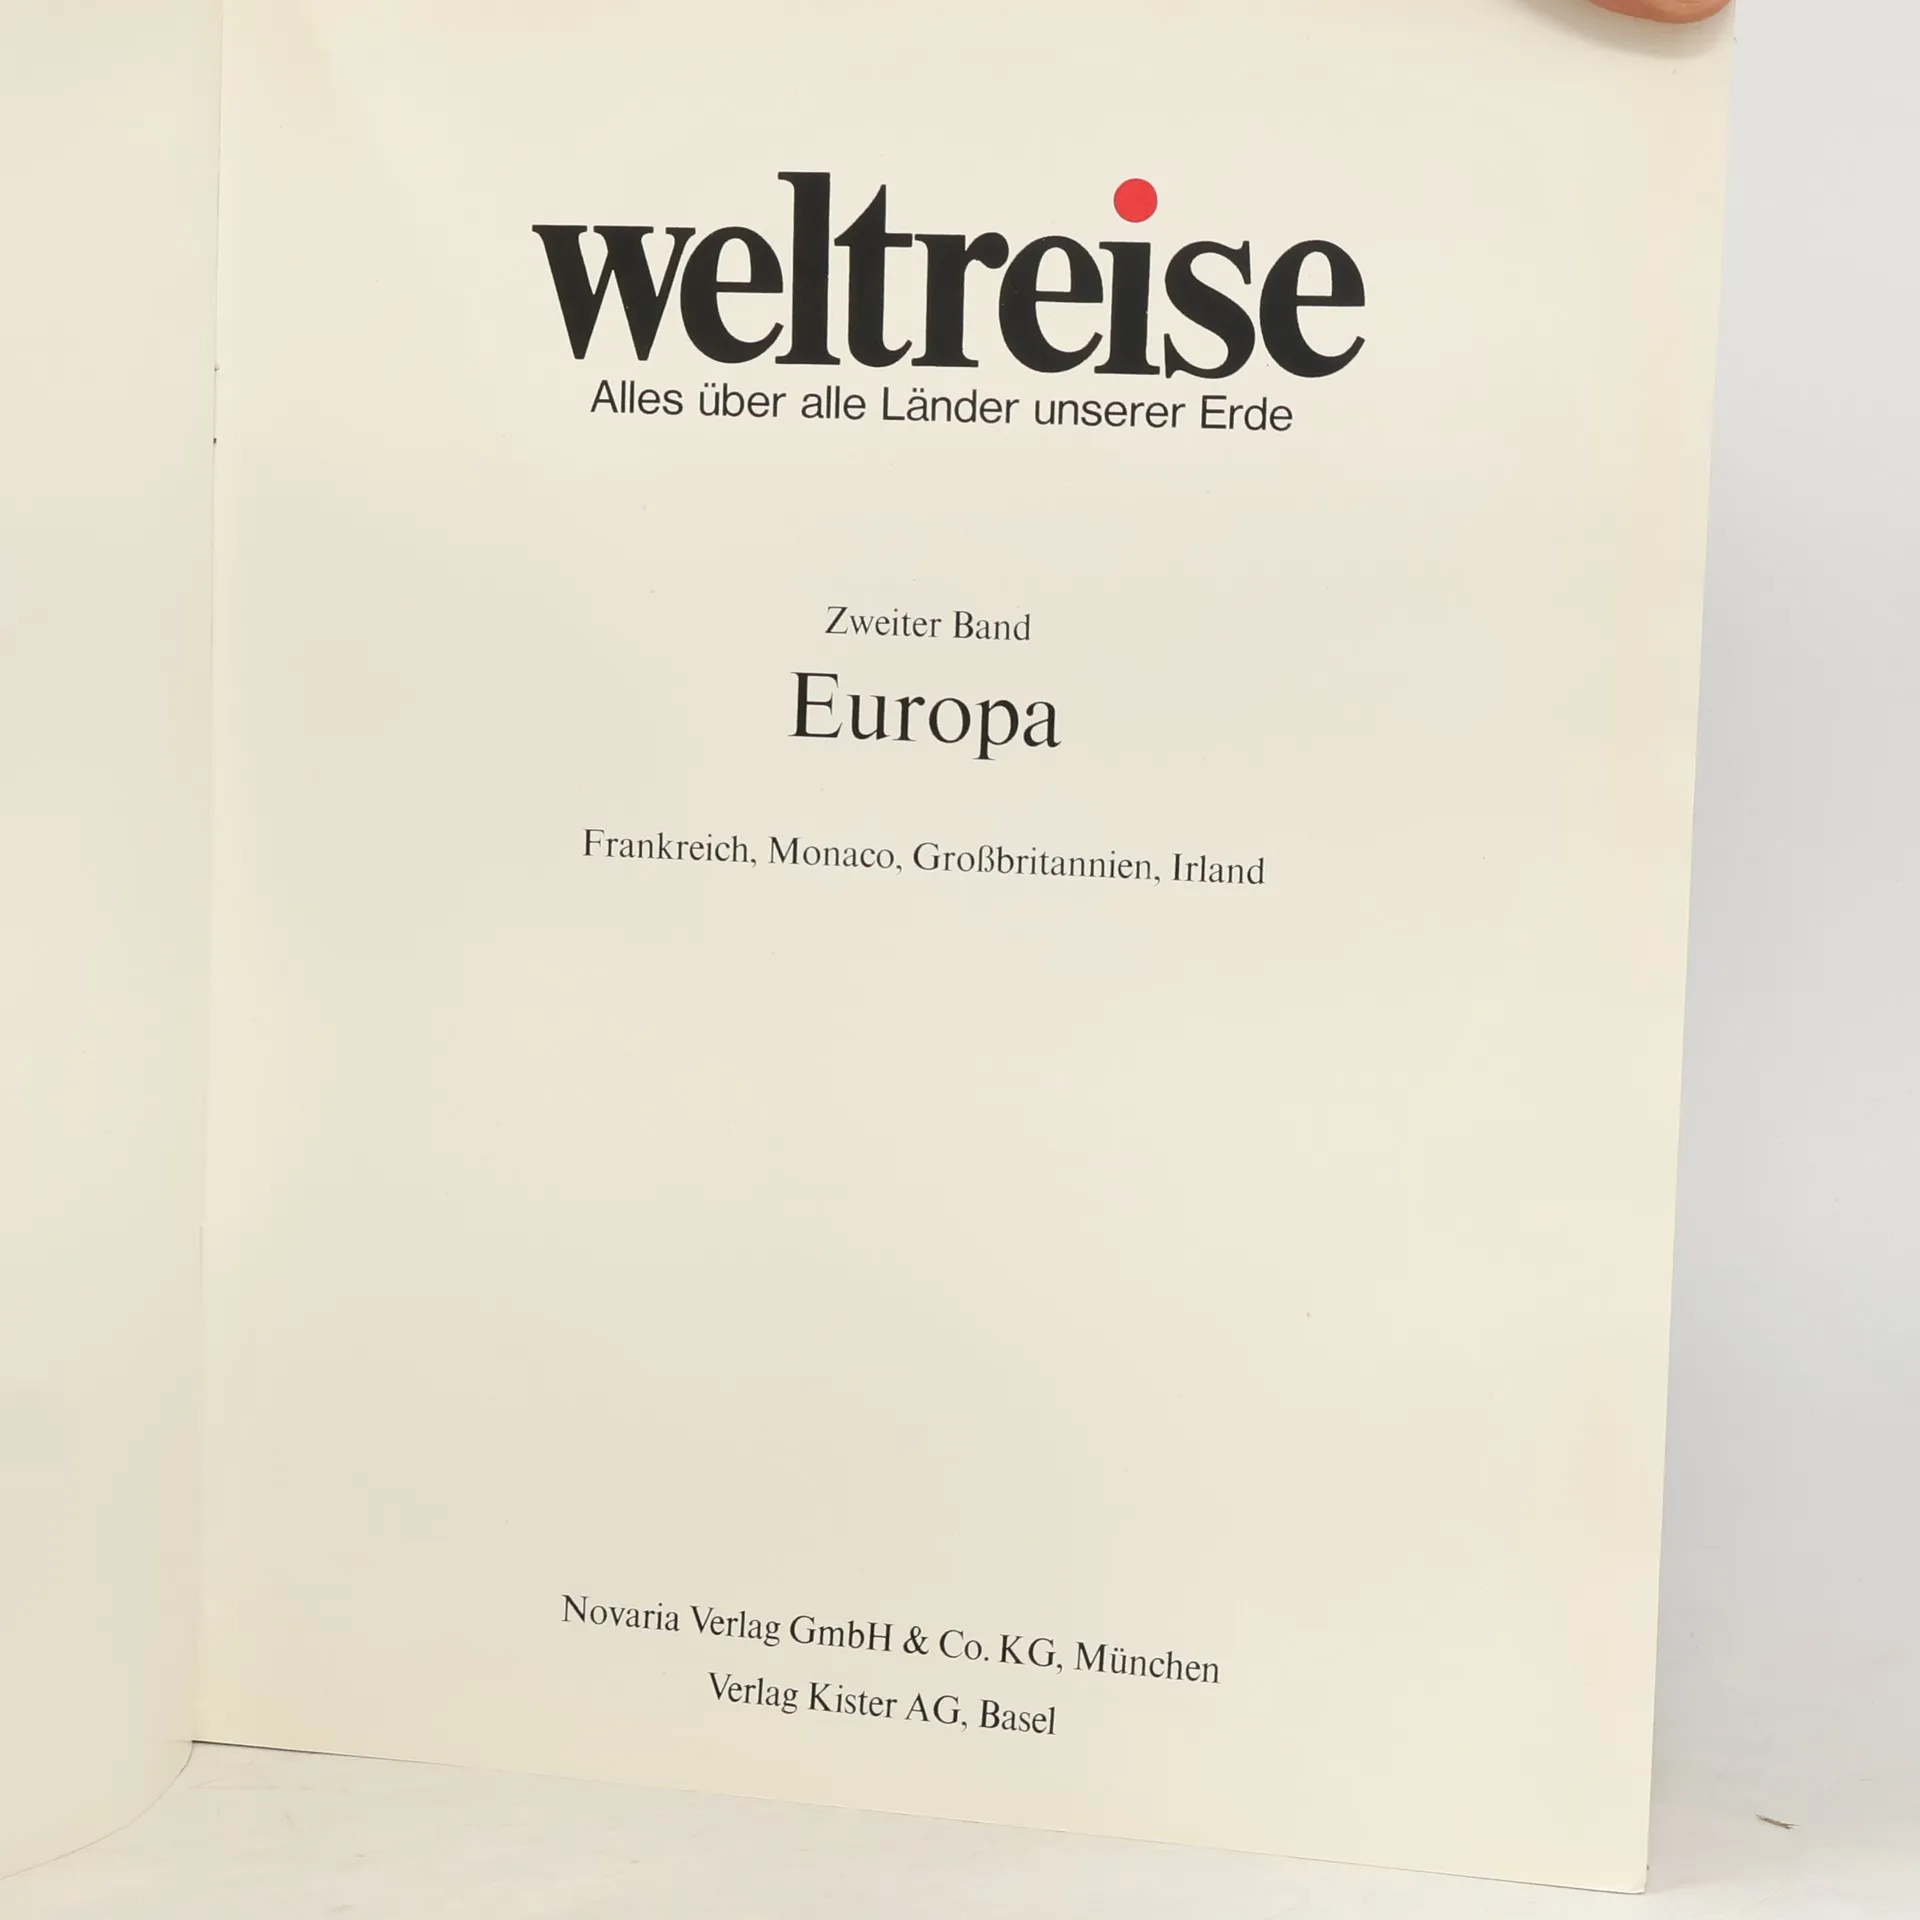 weltreise
Alles über alle Länder unserer Erde
Zweiter Band
Europa
Frankreich, Monaco, Großbritannien, Irland
Novaria Verlag GmbH & Co. KG, München
Verlag Kister AG, Basel